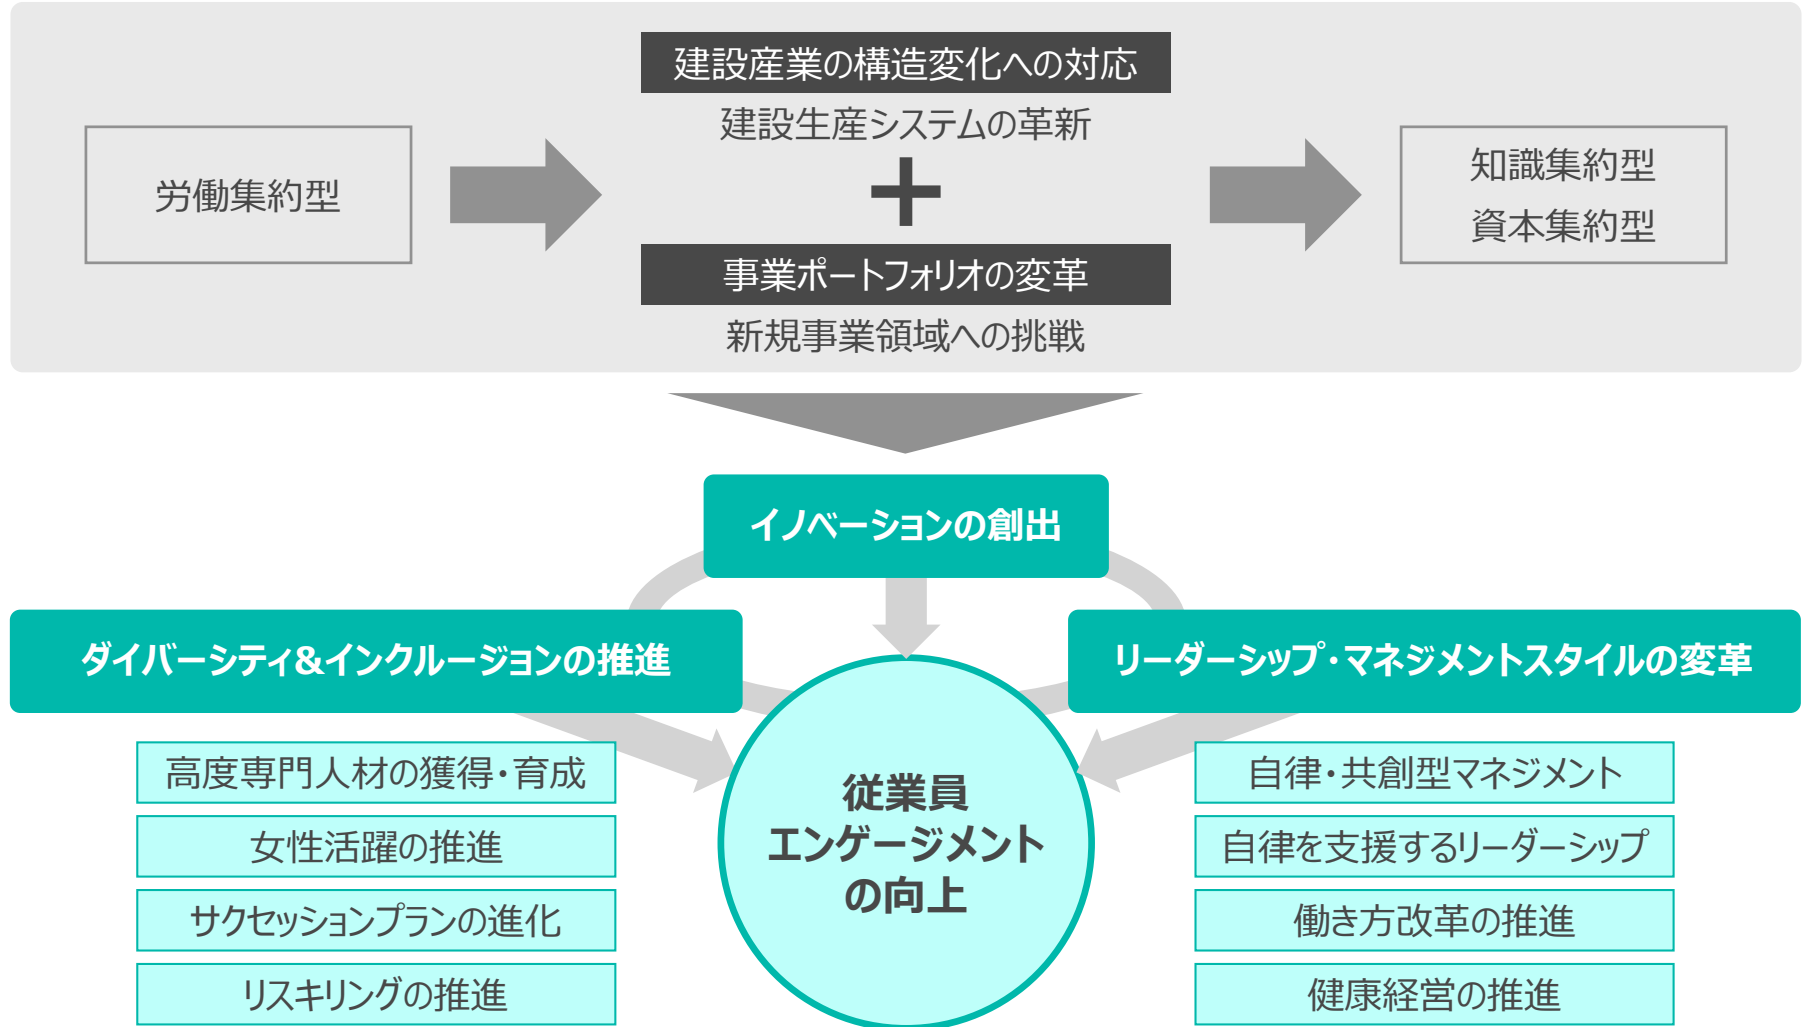 建設産業の構造変化への対応
建設生産システムの革新
+
労働集約型
知識集約型
資本集約型
事業ポートフォリオの変革
新規事業領域への挑戦
イノベーションの創出
ダイバーシティ&インクルージョンの推進
リーダーシップ・マネジメントスタイルの変革
従業員
エンゲージメント
の向上
高度専門人材の獲得・育成
女性活躍の推進
サクセッションプランの進化
リスキリングの推進
自律・共創型マネジメント
自律を支援するリーダーシップ
働き方改革の推進
健康経営の推進